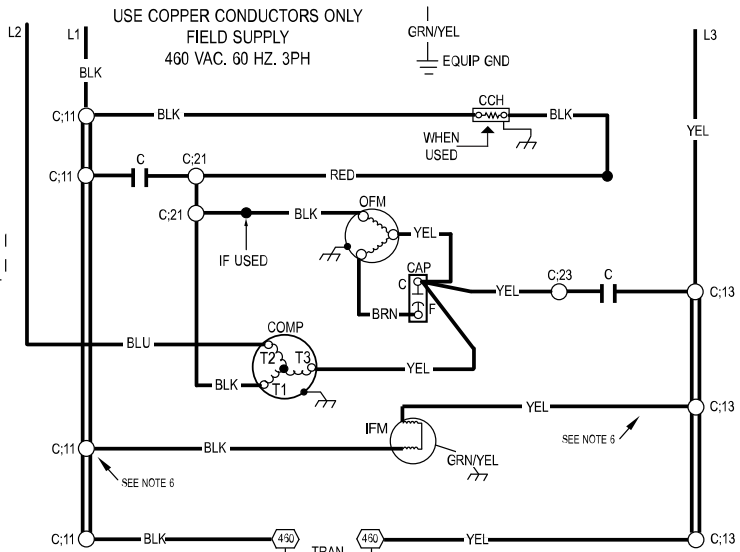 USE COPPER CONDUCTORS ONLY
FIELD SUPPLY
460 VAC. 60 HZ. 3PH
L2
L1
GRN/YEL
EQUIP GND
L3
BLK
CCH
C;11
BLK
BLK
WHEN
USED
YEL
C
C;21
C;11
RED
C;21
BLK
OFM
IF USED
YEL
CAP
C
C;23
C
YEL
C;13
BRN
F
COMP
BLU
T2
T3
YEL
BLK
T1
YEL
C;13
IFM
SEE NOTE 6
C;11
BLK
GRN/YEL
SEE NOTE 6
C;11
BLK
460
TRAN
460
YEL
C;13